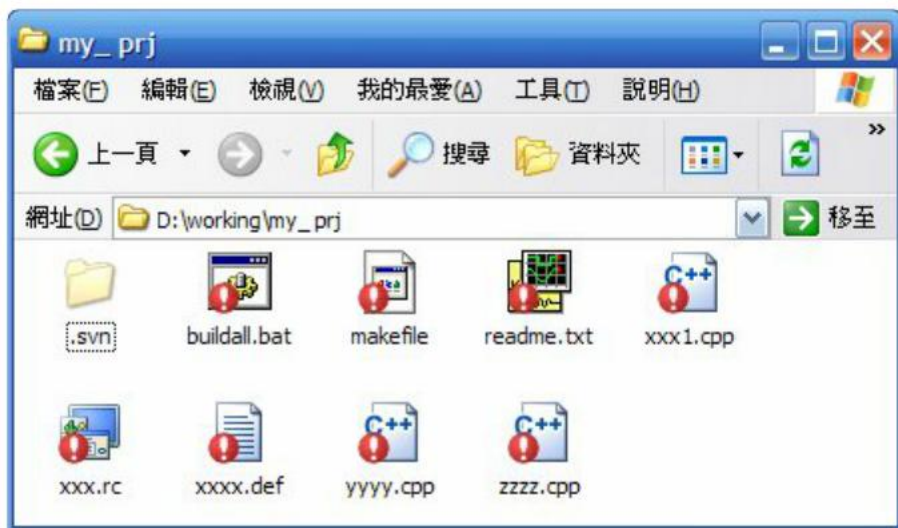 my_ prj
檔案(F) 編輯(E) 檢視(V) 我的最愛(A) 工具(T) 說明(H)
上一頁 搜尋 資料夾 »
網址(D) D:\working\my_ prj 移至
.svn buildall.bat makefile readme.txt xxx1.cpp
xxx.rc xxxx.def yyyy.cpp zzzz.cpp